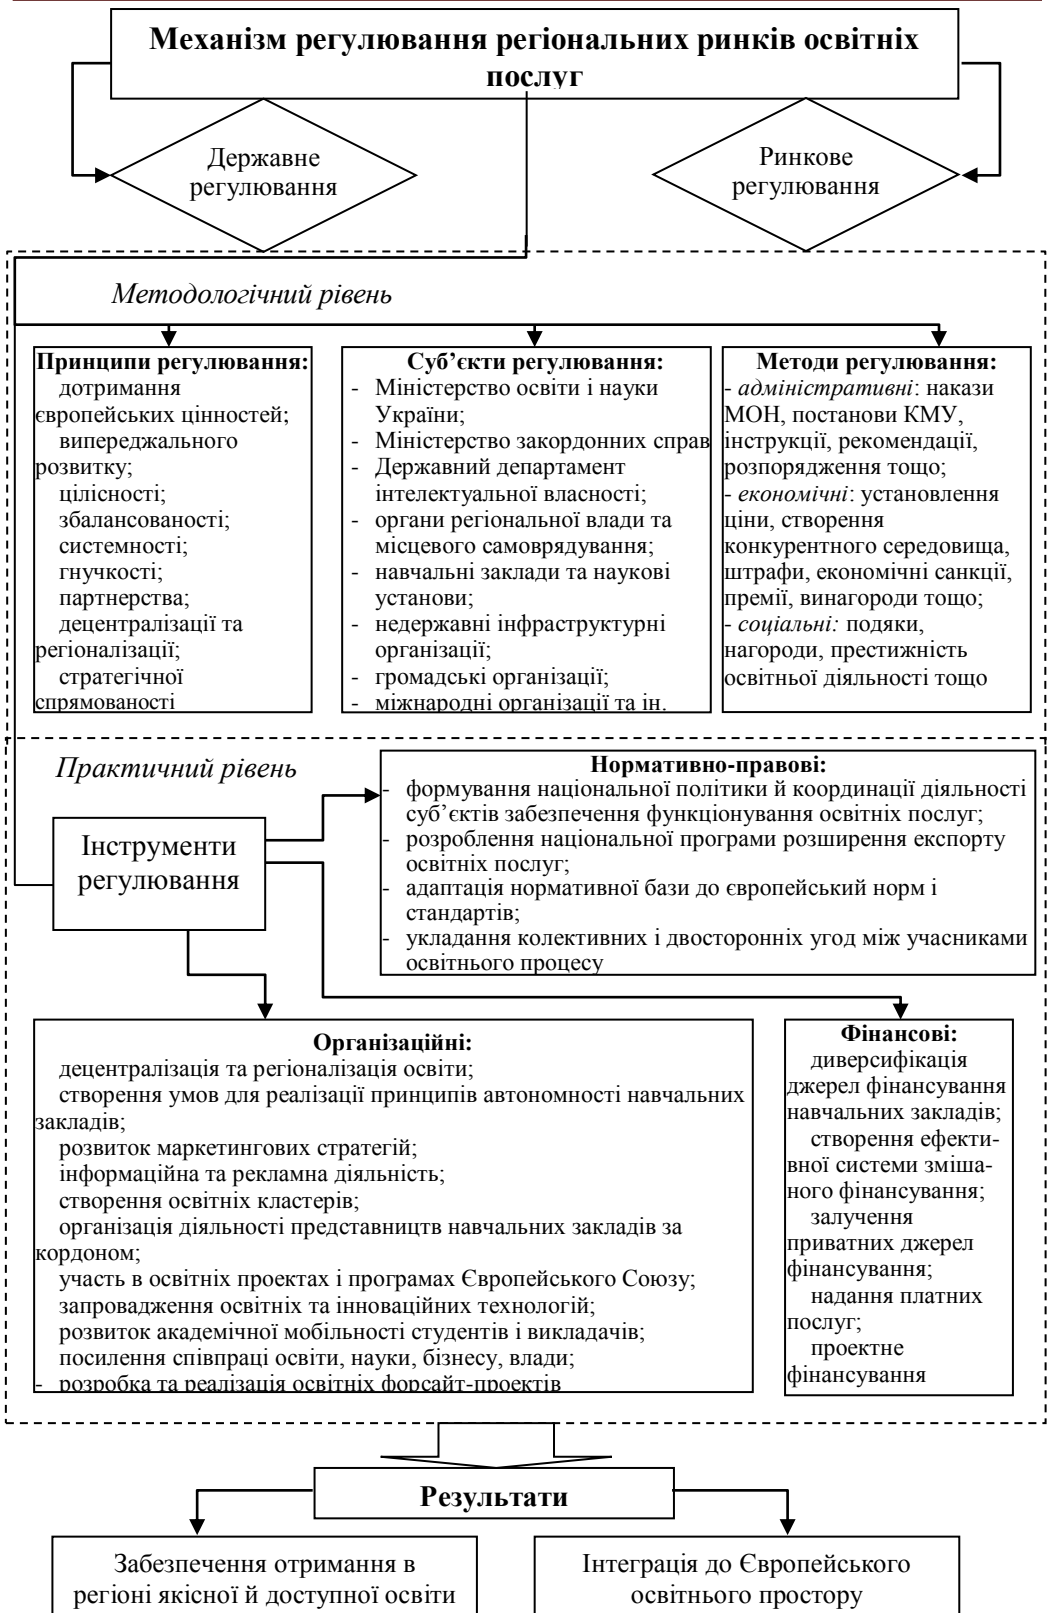 Механізм регулювання регіональних ринків освітніх
послуг
Державне
регулювання
Ринкове
регулювання
Методологічний рівень
Принципи регулювання:
дотримання
європейських цінностей;
випереджального
розвитку;
цілісності;
збалансованості;
системності;
гнучкості;
партнерства;
децентралізації та
регіоналізації;
стратегічної
спрямованості
Суб’єкти регулювання:
- Міністерство освіти і науки
України;
- Міністерство закордонних справ
- Державний департамент
інтелектуальної власності;
- органи регіональної влади та
місцевого самоврядування;
- навчальні заклади та наукові
установи;
- недержавні інфраструктурні
організації;
- громадські організації;
- міжнародні організації та ін.
Методи регулювання:
- адміністративні: накази
МОН, постанови КМУ,
інструкції, рекомендації,
розпорядження тощо;
- економічні: установлення
ціни, створення
конкурентного середовища,
штрафи, економічні санкції,
премії, винагороди тощо;
- соціальні: подяки,
нагороди, престижність
освітньої діяльності тощо
Практичний рівень
Інструменти
регулювання
Нормативно-правові:
- формування національної політики й координації діяльності
суб’єктів забезпечення функціонування освітніх послуг;
- розроблення національної програми розширення експорту
освітніх послуг;
- адаптація нормативної бази до європейський норм і
стандартів;
- укладання колективних і двосторонніх угод між учасниками
освітнього процесу
Організаційні:
децентралізація та регіоналізація освіти;
створення умов для реалізації принципів автономності навчальних
закладів;
розвиток маркетингових стратегій;
інформаційна та рекламна діяльність;
створення освітніх кластерів;
організація діяльності представництв навчальних закладів за
кордоном;
участь в освітніх проектах і програмах Європейського Союзу;
запровадження освітніх та інноваційних технологій;
розвиток академічної мобільності студентів і викладачів;
посилення співпраці освіти, науки, бізнесу, влади;
- розробка та реалізація освітніх форсайт-проектів
Фінансові:
диверсифікація
джерел фінансування
навчальних закладів;
створення ефекти-
вної системи зміша-
ного фінансування;
залучення
приватних джерел
фінансування;
надання платних
послуг;
проектне
фінансування
Результати
Забезпечення отримання в
регіоні якісної й доступної освіти
Інтеграція до Європейського
освітнього простору